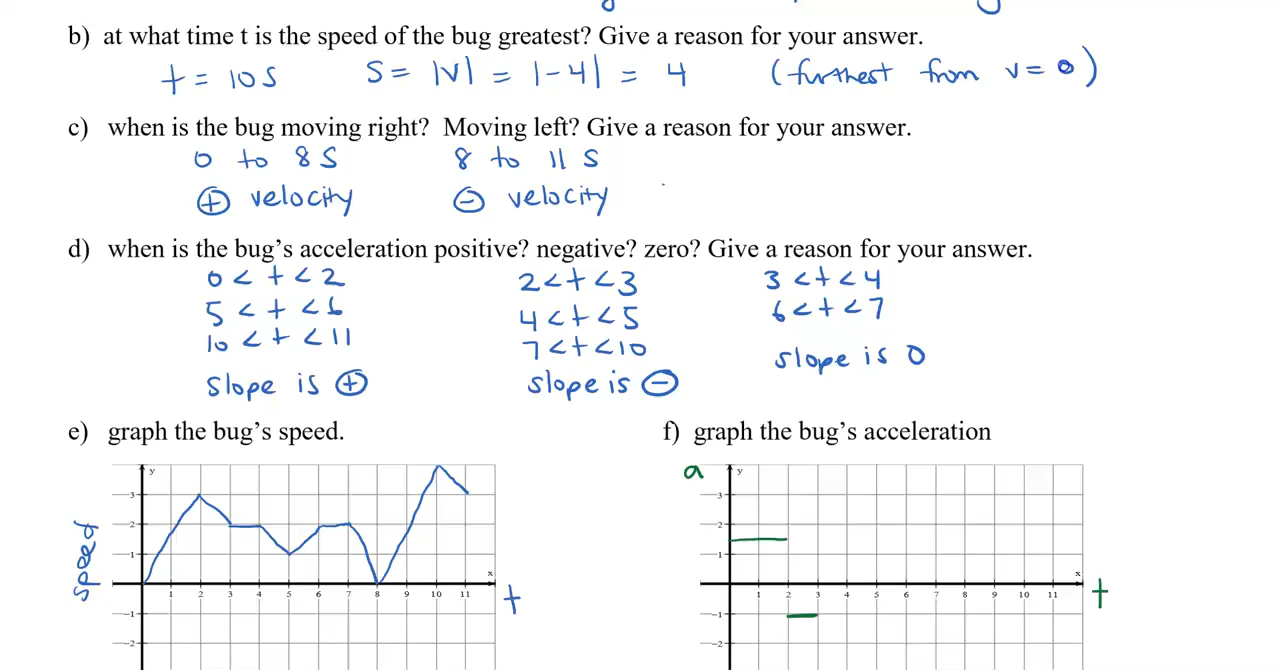 b) at what time t is the speed of the bug greatest? Give a reason for your answer.
t = 10 s    s = |v| = |-4| = 4    (furthest from v = 0)
c) when is the bug moving right? Moving left? Give a reason for your answer.
0 to 8 s    8 to 11 s
⊕ velocity    ⊖ velocity
d) when is the bug's acceleration positive? negative? zero? Give a reason for your answer.
0 < t < 2    2 < t < 3    3 < t < 4
5 < t < 6    4 < t < 5    6 < t < 7
10 < t < 11    7 < t < 10
slope is ⊕    slope is ⊖    slope is 0
e) graph the bug's speed.    f) graph the bug's acceleration
y    a    y
3    3
2    2
speed
1    1
x    x
1 2 3 4 5 6 7 8 9 10 11    t    1 2 3 4 5 6 7 8 9 10 11    t
-1    -1
-2    -2